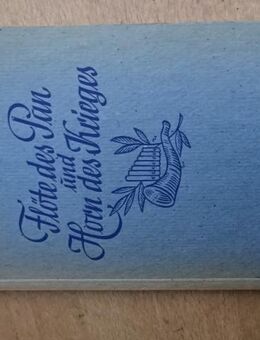 Flöte des Pan
und
Horn des Krieges